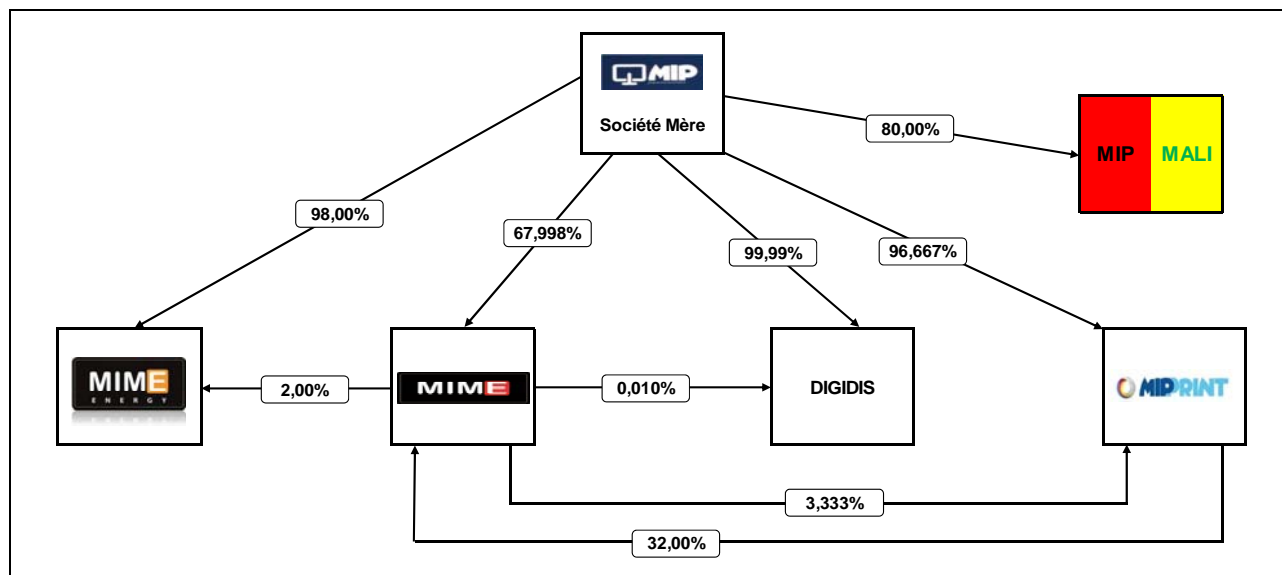 MIP
Société Mère
80,00%
MIP MALI
98,00%
67,998%
99,99%
96,667%
MIME
ENERGY
2,00%
MIME
0,010%
DIGIDIS
MIPRINT
3,333%
32,00%